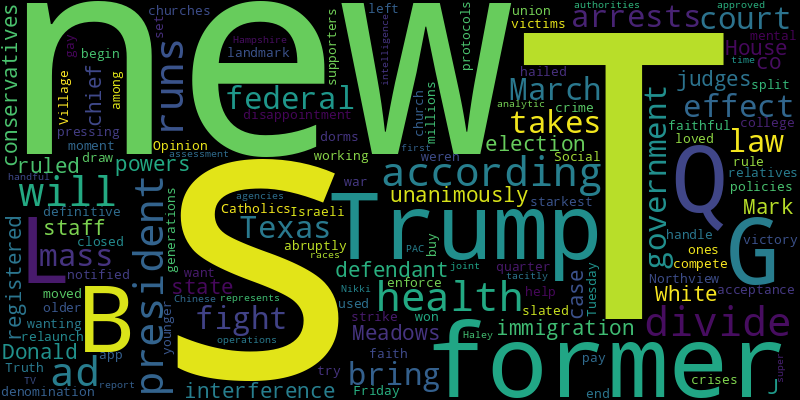 new
T
S
Trump
former
B
L
G
Q
will
ad
mass
fight
health
bring
divide
according
federal
president
runs
government
effect
law
takes
court
arrests
March
Texas
powers
conservatives
chief
churches
set
gay
begin
landmark
Hampshire
disappointment
supporters
left
union
victims
intelligence
millions
protocols
church
authorities
approved
mental
House
co
time
judges
split
hailed
analytic
crime
college
election
faithful
loved
rule
relatives
policies
Social
first
weren
working
dorms
Village
among
pressing
moment
Opinion
draw
assessment
ruled
handful
definitive
staff
closed
registered
notified
moved
older
wanting
relaunch
Donald
app
Truth
TV
report
denomination
younger
generations
agencies
Catholics
Israeli
war
abruptly
races
unanimously
starkest
PAC
buy
joint
tacitly
defendant
enforce
quarter
want
state
Chinese
represents
Nikki
used
won
help
strike
slated
Meadows
Haley
operations
faith
try
Friday
interference
immigration
case
Tuesday
pay
end
crises
J
super
White
Northview
compete
acceptance
ones
handle
Mark
victory